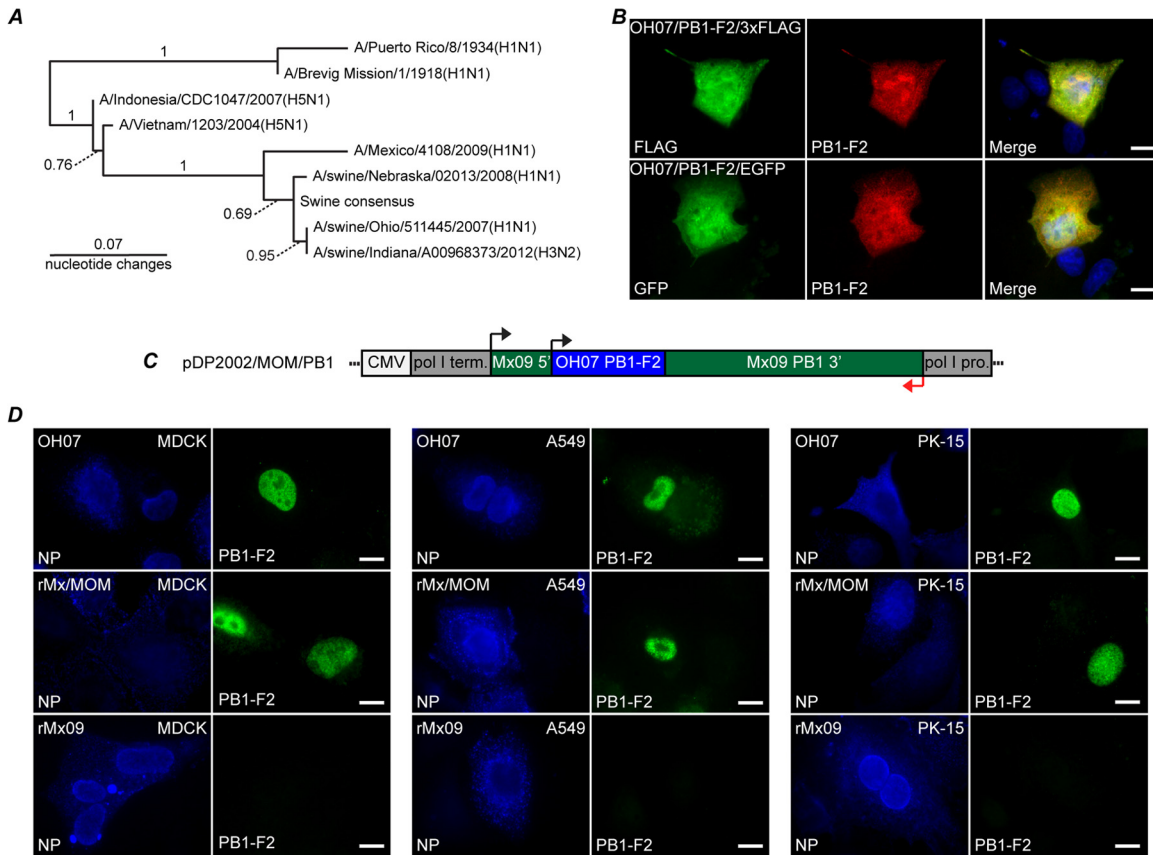 A
1
A/Puerto Rico/8/1934(H1N1)
A/Brevig Mission/1/1918(H1N1)
A/Indonesia/CDC1047/2007(H5N1)
1
A/Vietnam/1203/2004(H5N1)
0.76
1
A/Mexico/4108/2009(H1N1)
A/swine/Nebraska/02013/2008(H1N1)
Swine consensus
0.69
A/swine/Ohio/511445/2007(H1N1)
0.95
A/swine/Indiana/A00968373/2012(H3N2)
0.07
nucleotide changes
B
OH07/PB1-F2/3xFLAG
FLAG
PB1-F2
Merge
OH07/PB1-F2/EGFP
GFP
PB1-F2
Merge
C
pDP2002/MOM/PB1
CMV
pol I term.
Mx09 5'
OH07 PB1-F2
Mx09 PB1 3'
pol I pro.
D
OH07 MDCK
NP
PB1-F2
OH07 A549
NP
PB1-F2
OH07 PK-15
NP
PB1-F2
rMx/MOM MDCK
NP
PB1-F2
rMx/MOM A549
NP
PB1-F2
rMx/MOM PK-15
NP
PB1-F2
rMx09 MDCK
NP
PB1-F2
rMx09 A549
NP
PB1-F2
rMx09 PK-15
NP
PB1-F2